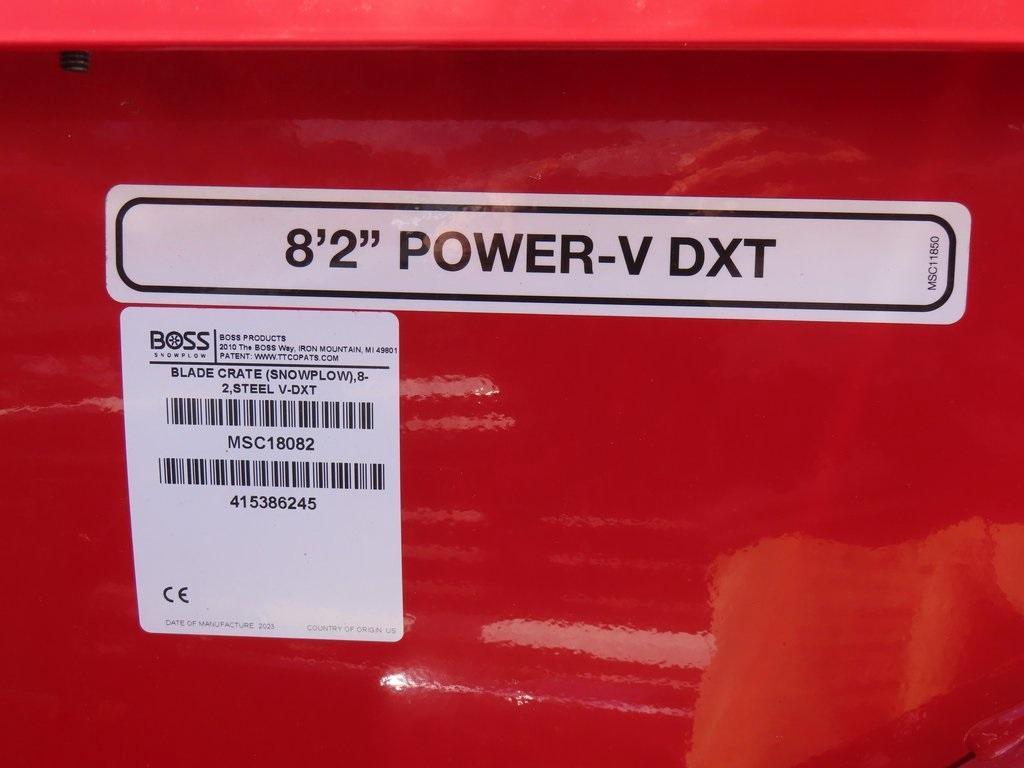 8’2” POWER-V DXT
MSC11850
BOSS
SNOWPLOW
BOSS PRODUCTS
2010 The BOSS Way, IRON MOUNTAIN, MI 49801
PATENT: WWW.TTCOPATS.COM
BLADE CRATE (SNOWPLOW),8-
2,STEEL V-DXT
MSC18082
415386245
CE
DATE OF MANUFACTURE 2023
COUNTRY OF ORIGIN US